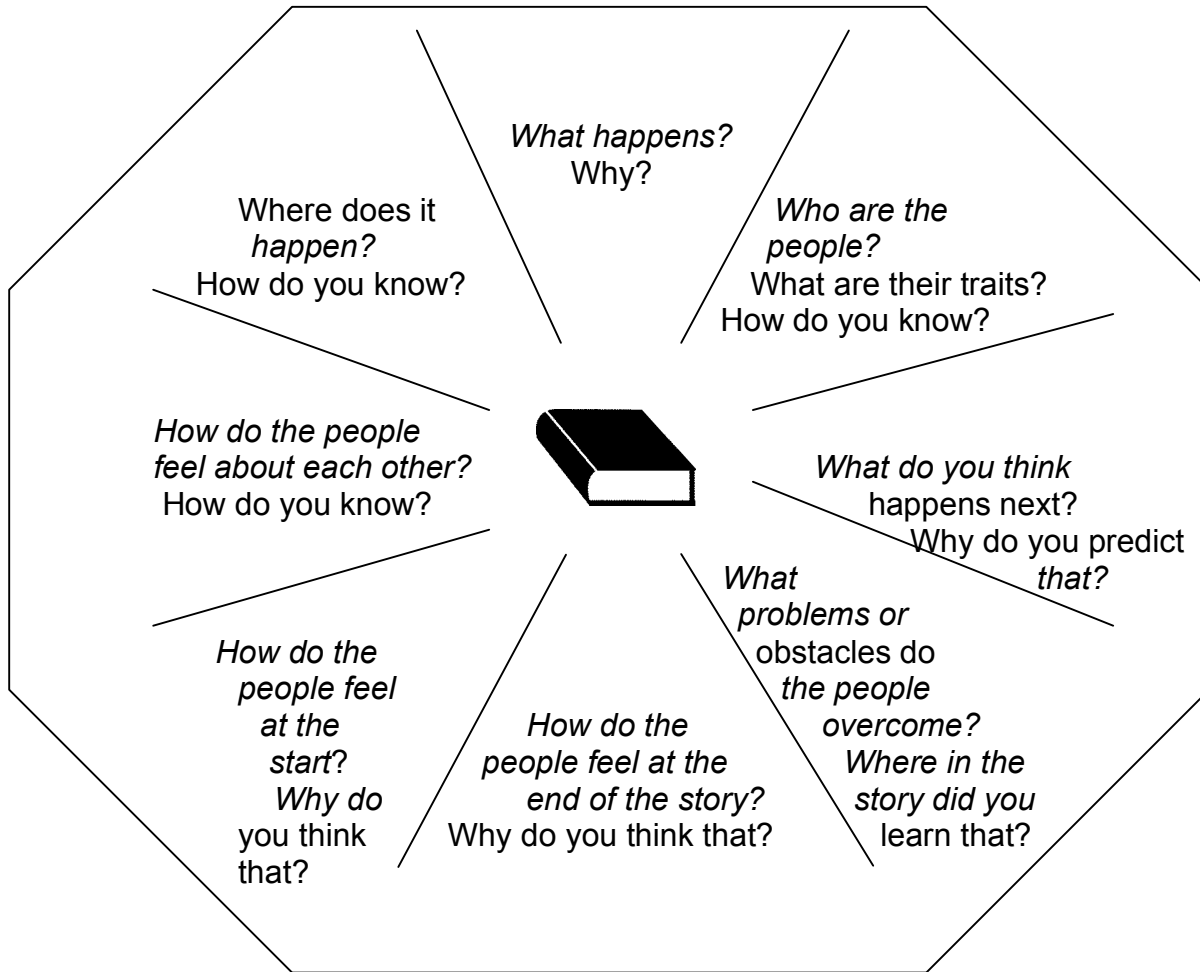 What happens?
Why?
Who are the
people?
What are their traits?
How do you know?
What do you think
happens next?
Why do you predict
that?
What
problems or
obstacles do
the people
overcome?
Where in the
story did you
learn that?
How do the
people feel at the
end of the story?
Why do you think that?
How do the
people feel
at the
start?
Why do
you think
that?
How do the people
feel about each other?
How do you know?
Where does it
happen?
How do you know?